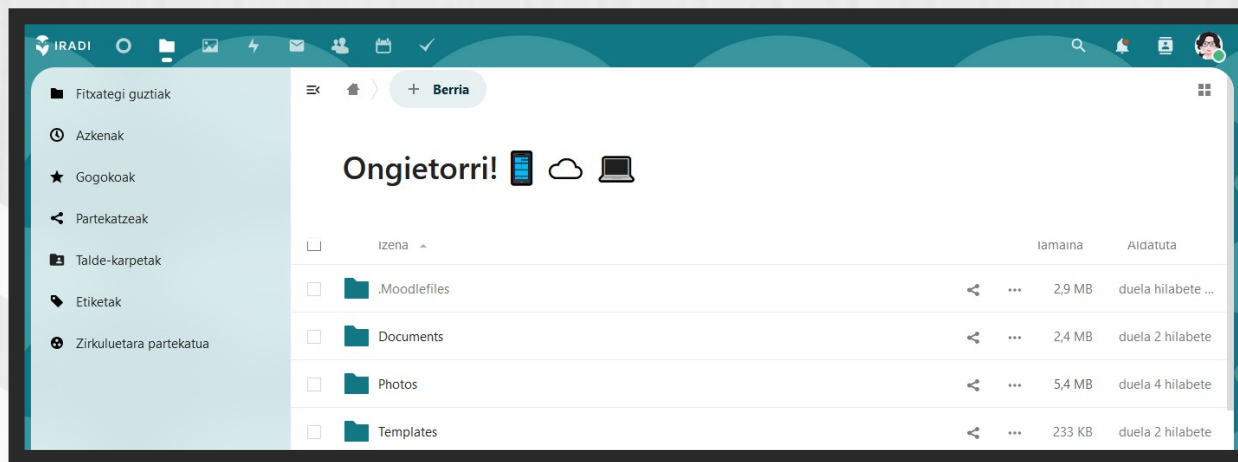 IRADI
Fitxategi guztiak
Azkenak
Gogokoak
Partekatzeak
Talde-karpetak
Etiketak
Zirkuluetara partekatua
+ Berria
Ongietorri!
Izena Tamaina Aldatuta
.Moodlefiles 2,9 MB duela hilabete ...
Documents 2,4 MB duela 2 hilabete
Photos 5,4 MB duela 4 hilabete
Templates 233 KB duela 2 hilabete